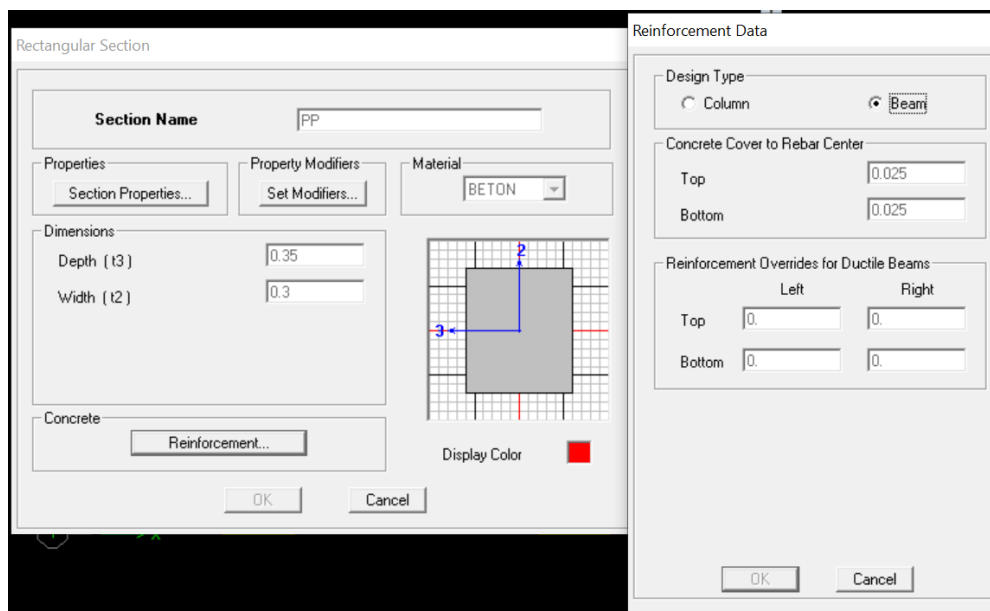 Rectangular Section
Section Name
PP
Properties
Section Properties...
Property Modifiers
Set Modifiers...
Material
BETON
Dimensions
Depth ( t3 )
0.35
Width ( t2 )
0.3
2
3
Concrete
Reinforcement...
Display Color
OK
Cancel
Reinforcement Data
Design Type
Column
Beam
Concrete Cover to Rebar Center
Top
0.025
Bottom
0.025
Reinforcement Overrides for Ductile Beams
Left
Right
Top
0.
0.
Bottom
0.
0.
OK
Cancel